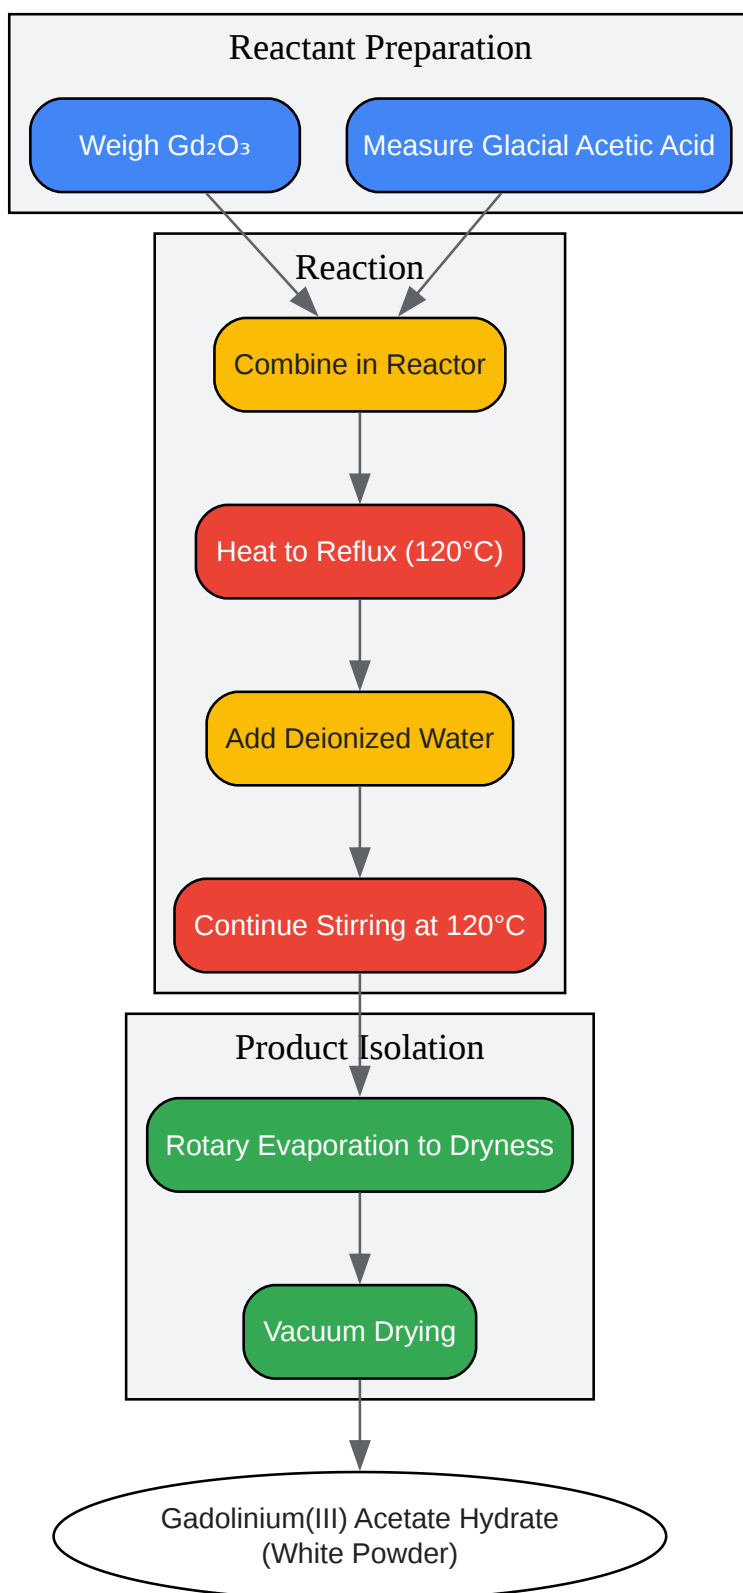 Reactant Preparation
Weigh Gd₂O₃
Measure Glacial Acetic Acid
Reaction
Combine in Reactor
Heat to Reflux (120°C)
Add Deionized Water
Continue Stirring at 120°C
Product Isolation
Rotary Evaporation to Dryness
Vacuum Drying
Gadolinium(III) Acetate Hydrate
(White Powder)